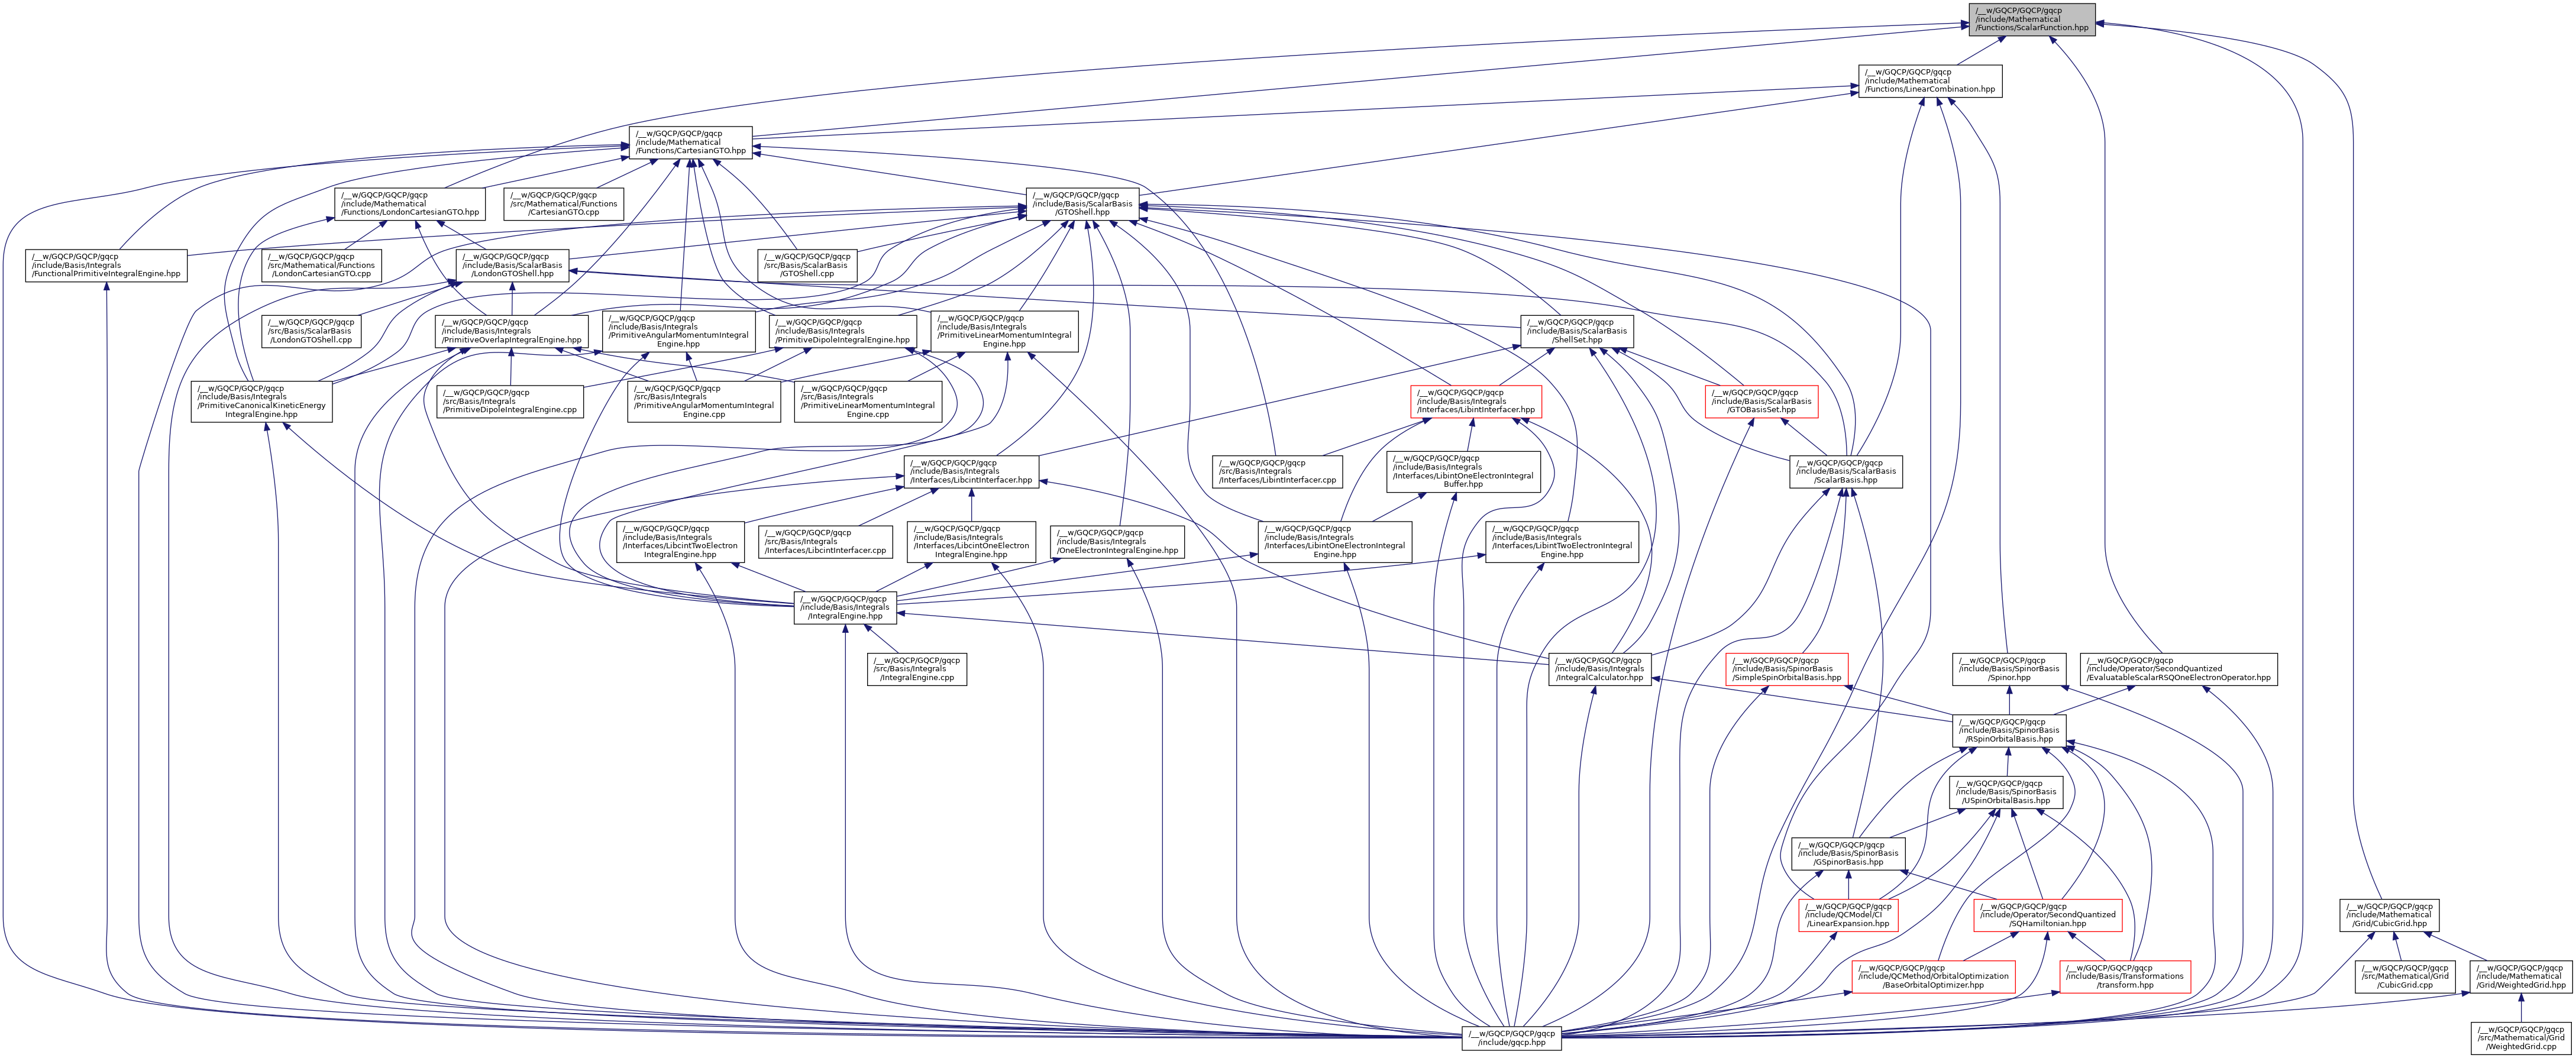 /__w/GQCP/GQCP/gqcp
/include/Mathematical
/Functions/ScalarFunction.hpp
/__w/GQCP/GQCP/gqcp
/include/Mathematical
/Functions/LinearCombination.hpp
/__w/GQCP/GQCP/gqcp
/include/Mathematical
/Functions/CartesianGTO.hpp
/__w/GQCP/GQCP/gqcp
/include/Mathematical
/Functions/LondonCartesianGTO.hpp
/__w/GQCP/GQCP/gqcp
/src/Mathematical/Functions
/CartesianGTO.cpp
/__w/GQCP/GQCP/gqcp
/include/Basis/ScalarBasis
/GTOShell.hpp
/__w/GQCP/GQCP/gqcp
/include/Basis/Integrals
/FunctionalPrimitiveIntegralEngine.hpp
/__w/GQCP/GQCP/gqcp
/src/Mathematical/Functions
/LondonCartesianGTO.cpp
/__w/GQCP/GQCP/gqcp
/include/Basis/ScalarBasis
/LondonGTOShell.hpp
/__w/GQCP/GQCP/gqcp
/src/Basis/ScalarBasis
/GTOShell.cpp
/__w/GQCP/GQCP/gqcp
/src/Basis/ScalarBasis
/LondonGTOShell.cpp
/__w/GQCP/GQCP/gqcp
/include/Basis/Integrals
/PrimitiveOverlapIntegralEngine.hpp
/__w/GQCP/GQCP/gqcp
/include/Basis/Integrals
/PrimitiveAngularMomentumIntegral
Engine.hpp
/__w/GQCP/GQCP/gqcp
/include/Basis/Integrals
/PrimitiveDipoleIntegralEngine.hpp
/__w/GQCP/GQCP/gqcp
/include/Basis/Integrals
/PrimitiveLinearMomentumIntegral
Engine.hpp
/__w/GQCP/GQCP/gqcp
/include/Basis/ScalarBasis
/ShellSet.hpp
/__w/GQCP/GQCP/gqcp
/include/Basis/Integrals
/PrimitiveCanonicalKineticEnergy
IntegralEngine.hpp
/__w/GQCP/GQCP/gqcp
/src/Basis/Integrals
/PrimitiveDipoleIntegralEngine.cpp
/__w/GQCP/GQCP/gqcp
/src/Basis/Integrals
/PrimitiveAngularMomentumIntegral
Engine.cpp
/__w/GQCP/GQCP/gqcp
/src/Basis/Integrals
/PrimitiveLinearMomentumIntegral
Engine.cpp
/__w/GQCP/GQCP/gqcp
/include/Basis/Integrals
/Interfaces/LibintInterfacer.hpp
/__w/GQCP/GQCP/gqcp
/include/Basis/ScalarBasis
/GTOBasisSet.hpp
/__w/GQCP/GQCP/gqcp
/include/Basis/Integrals
/Interfaces/LibcintInterfacer.hpp
/__w/GQCP/GQCP/gqcp
/src/Basis/Integrals
/Interfaces/LibintInterfacer.cpp
/__w/GQCP/GQCP/gqcp
/include/Basis/Integrals
/Interfaces/LibintOneElectronIntegral
Buffer.hpp
/__w/GQCP/GQCP/gqcp
/include/Basis/ScalarBasis
/ScalarBasis.hpp
/__w/GQCP/GQCP/gqcp
/include/Basis/Integrals
/Interfaces/LibcintTwoElectron
IntegralEngine.hpp
/__w/GQCP/GQCP/gqcp
/src/Basis/Integrals
/Interfaces/LibcintInterfacer.cpp
/__w/GQCP/GQCP/gqcp
/include/Basis/Integrals
/Interfaces/LibcintOneElectron
IntegralEngine.hpp
/__w/GQCP/GQCP/gqcp
/include/Basis/Integrals
/OneElectronIntegralEngine.hpp
/__w/GQCP/GQCP/gqcp
/include/Basis/Integrals
/Interfaces/LibintOneElectronIntegral
Engine.hpp
/__w/GQCP/GQCP/gqcp
/include/Basis/Integrals
/Interfaces/LibintTwoElectronIntegral
Engine.hpp
/__w/GQCP/GQCP/gqcp
/include/Basis/Integrals
/IntegralEngine.hpp
/__w/GQCP/GQCP/gqcp
/src/Basis/Integrals
/IntegralEngine.cpp
/__w/GQCP/GQCP/gqcp
/include/Basis/Integrals
/IntegralCalculator.hpp
/__w/GQCP/GQCP/gqcp
/include/Basis/SpinorBasis
/SimpleSpinOrbitalBasis.hpp
/__w/GQCP/GQCP/gqcp
/include/Basis/SpinorBasis
/Spinor.hpp
/__w/GQCP/GQCP/gqcp
/include/Operator/SecondQuantized
/EvaluatableScalarRSQOneElectronOperator.hpp
/__w/GQCP/GQCP/gqcp
/include/Basis/SpinorBasis
/RSpinOrbitalBasis.hpp
/__w/GQCP/GQCP/gqcp
/include/Basis/SpinorBasis
/USpinOrbitalBasis.hpp
/__w/GQCP/GQCP/gqcp
/include/Basis/SpinorBasis
/GSpinorBasis.hpp
/__w/GQCP/GQCP/gqcp
/include/QCModel/CI
/LinearExpansion.hpp
/__w/GQCP/GQCP/gqcp
/include/Operator/SecondQuantized
/SQHamiltonian.hpp
/__w/GQCP/GQCP/gqcp
/include/Mathematical
/Grid/CubicGrid.hpp
/__w/GQCP/GQCP/gqcp
/include/QCMethod/OrbitalOptimization
/BaseOrbitalOptimizer.hpp
/__w/GQCP/GQCP/gqcp
/include/Basis/Transformations
/transform.hpp
/__w/GQCP/GQCP/gqcp
/src/Mathematical/Grid
/CubicGrid.cpp
/__w/GQCP/GQCP/gqcp
/include/Mathematical
/Grid/WeightedGrid.hpp
/__w/GQCP/GQCP/gqcp
/include/gqcp.hpp
/__w/GQCP/GQCP/gqcp
/src/Mathematical/Grid
/WeightedGrid.cpp